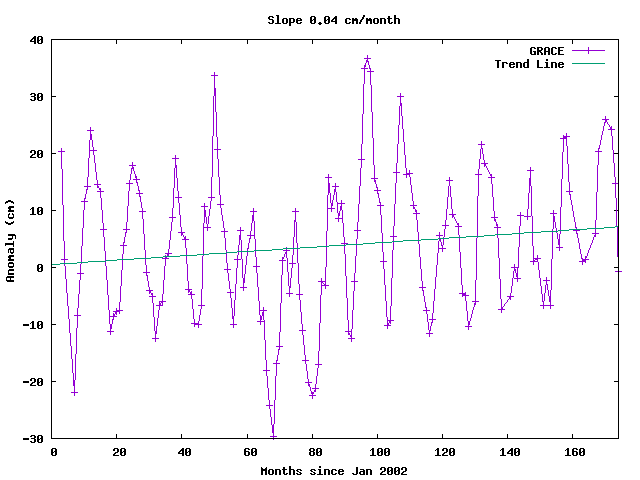 Slope 0.04 cm/month
GRACE
Trend Line
40
30
20
10
0
-10
-20
-30
Anomaly (cm)
0 20 40 60 80 100 120 140 160
Months since Jan 2002